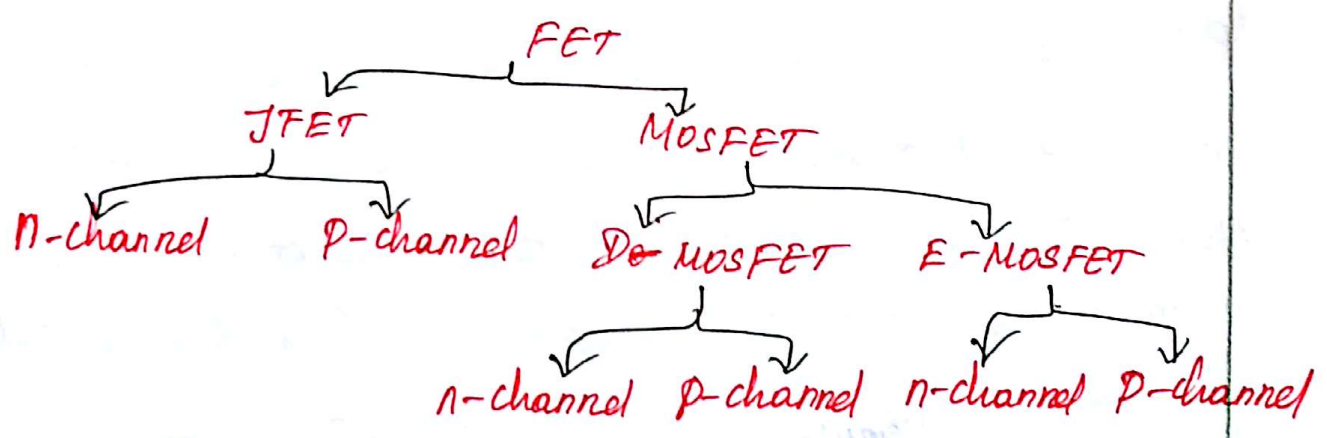 FET
JFET MOSFET
n-channel p-channel D-MOSFET E-MOSFET
n-channel p-channel n-channel p-channel